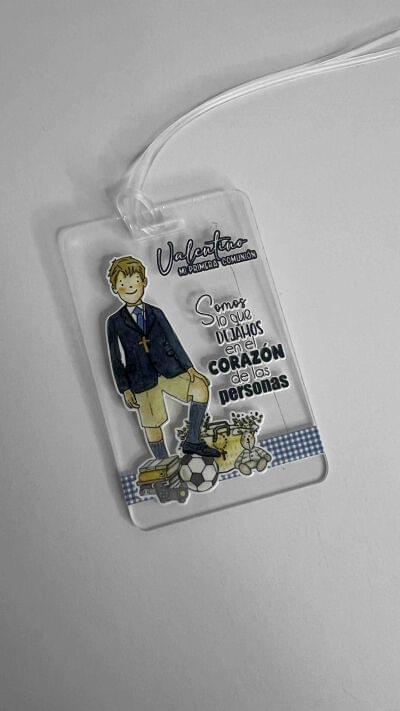 Valentino
MI PRIMERA COMUNIÓN
Somos
lo que
DEJAMOS
en el
CORAZÓN
de las
personas